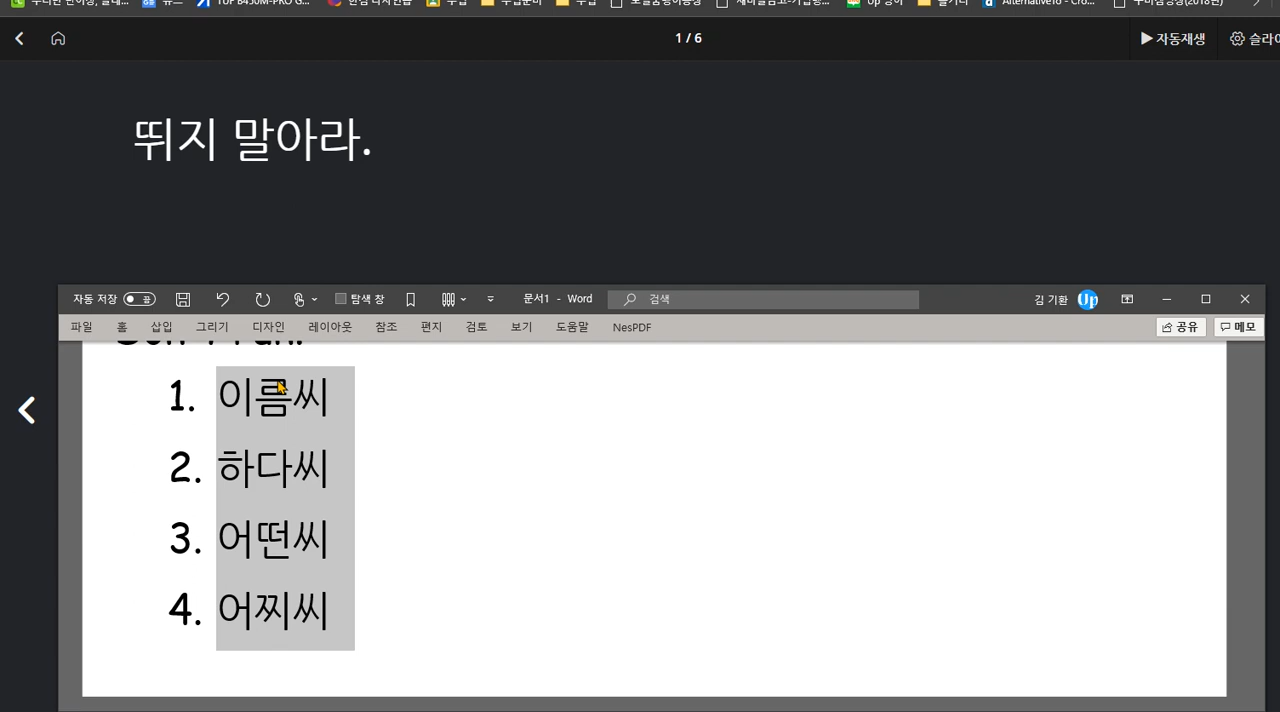 1 / 6
▶ 자동재생
뛰지 말아라.
자동 저장 끔 탐색 창 문서1 - Word 검색 김 기환 Up
파일 홈 삽입 그리기 디자인 레이아웃 참조 편지 검토 보기 도움말 NesPDF 공유 메모
1. 이름씨
2. 하다씨
3. 어떤씨
4. 어찌씨